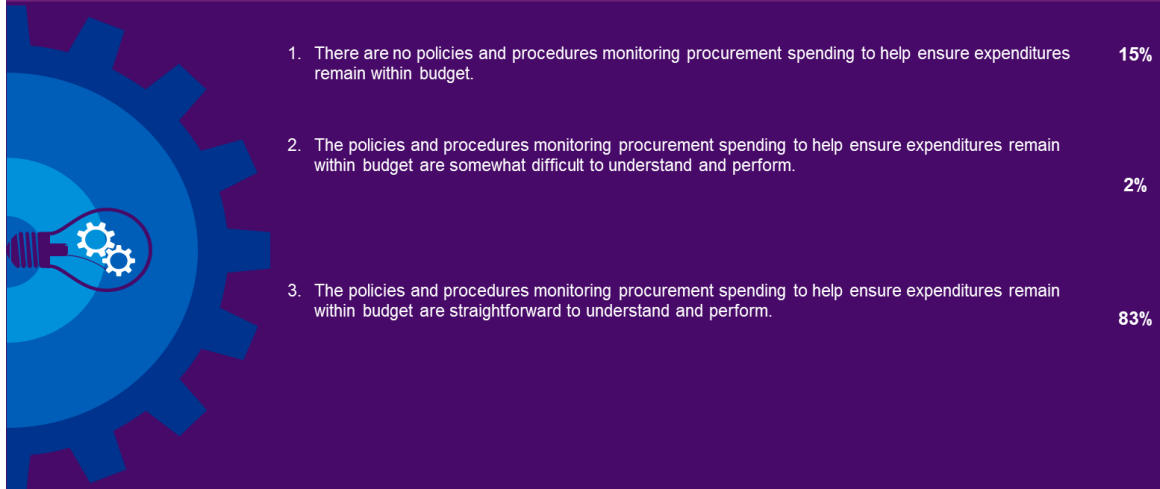 1. There are no policies and procedures monitoring procurement spending to help ensure expenditures 15%
remain within budget.
2. The policies and procedures monitoring procurement spending to help ensure expenditures remain
within budget are somewhat difficult to understand and perform.
2%
3. The policies and procedures monitoring procurement spending to help ensure expenditures remain
within budget are straightforward to understand and perform.
83%